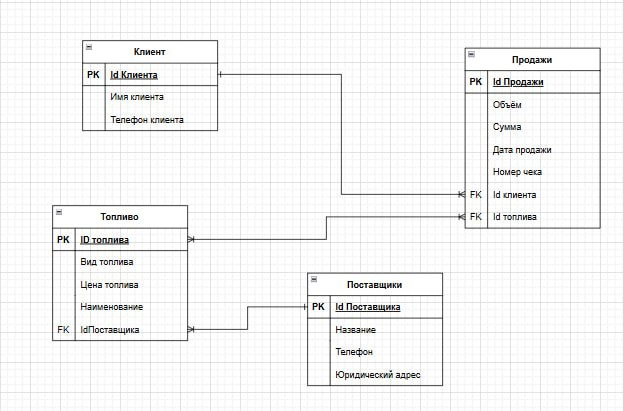 Клиент
PK Id Клиента
Имя клиента
Телефон клиента
Продажи
PK Id Продажи
Объём
Сумма
Дата продажи
Номер чека
FK Id клиента
FK Id топлива
Топливо
PK ID топлива
Вид топлива
Цена топлива
Наименование
FK IdПоставщика
Поставщики
PK Id Поставщика
Название
Телефон
Юридический адрес